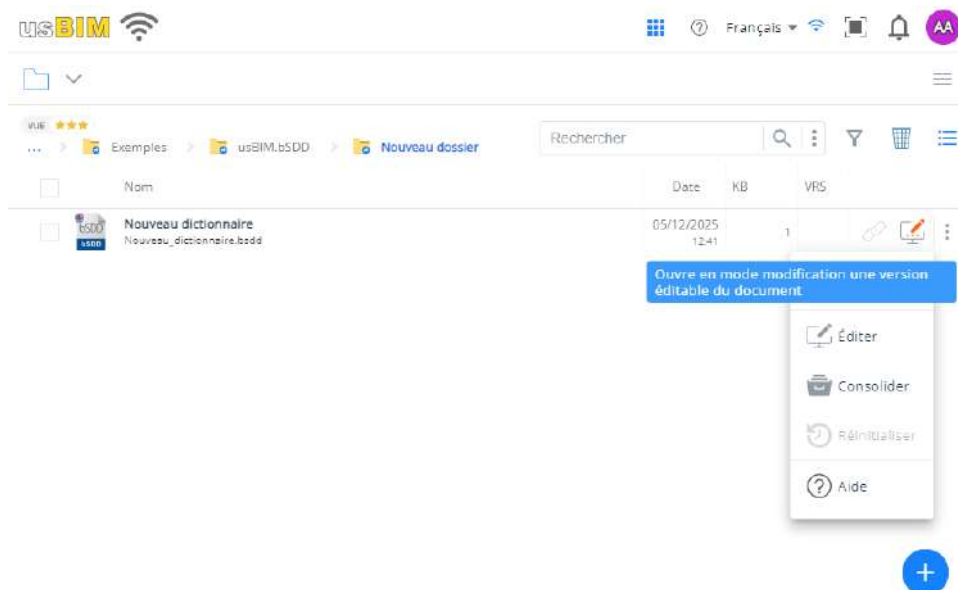 usBIM
Français
AA
VUE
... > Exemples > usBIM.bSDD > Nouveau dossier
Rechercher
Nom Date KB VRS
bSDD
bSDD
Nouveau dictionnaire 05/12/2025
Nouveau_dictionnaire.bsdd 12:41 1
Ouvre en mode modification une version
éditable du document
Éditer
Consolider
Réinitialiser
Aide